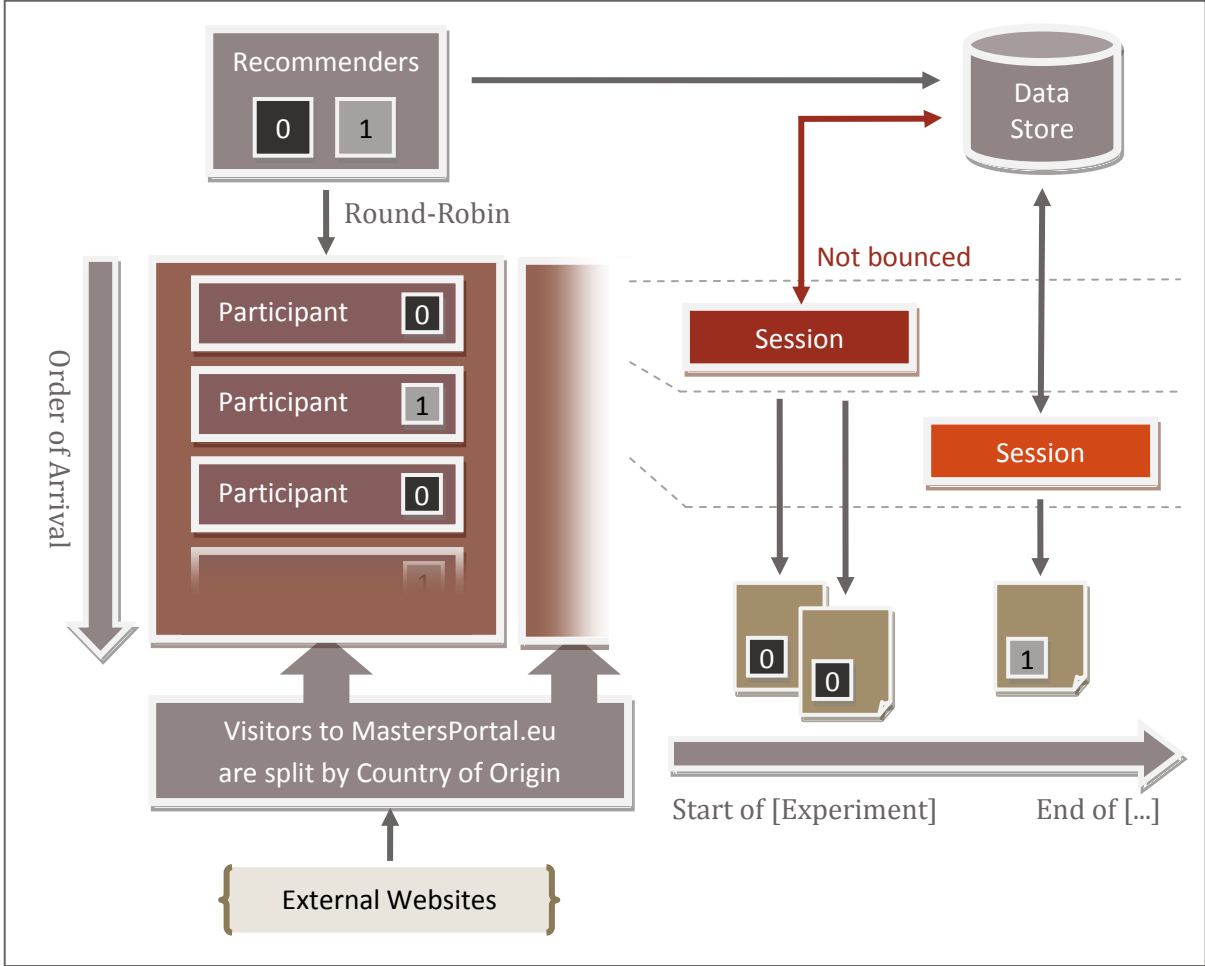 Recommenders
0 1
Data
Store
Round-Robin
Not bounced
Order of Arrival
Participant 0
Participant 1
Participant 0
1
Session
Session
0
0
1
Visitors to MastersPortal.eu
are split by Country of Origin
Start of [Experiment]
End of [...]
External Websites